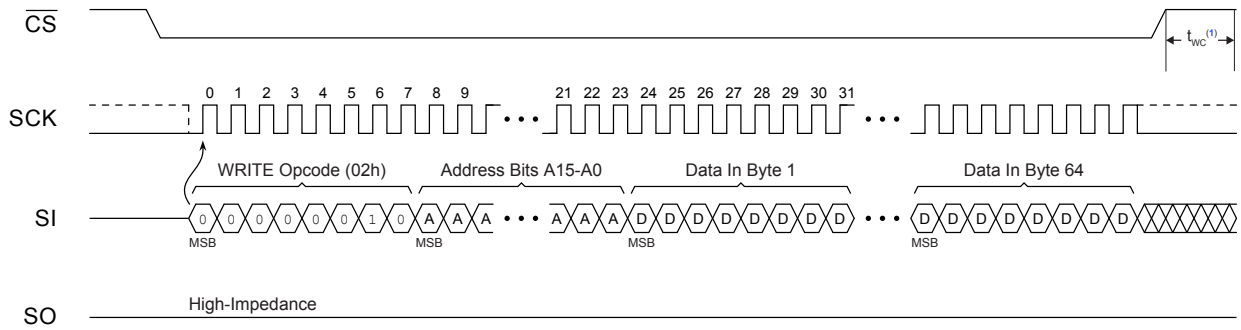 CS
t_WC(1)
0 1 2 3 4 5 6 7 8 9 21 22 23 24 25 26 27 28 29 30 31
SCK
WRITE Opcode (02h) Address Bits A15-A0 Data In Byte 1 Data In Byte 64
SI 0 0 0 0 0 0 1 0 A A A A A A D D D D D D D D D D D D D D D D
MSB MSB MSB MSB
High-Impedance
SO